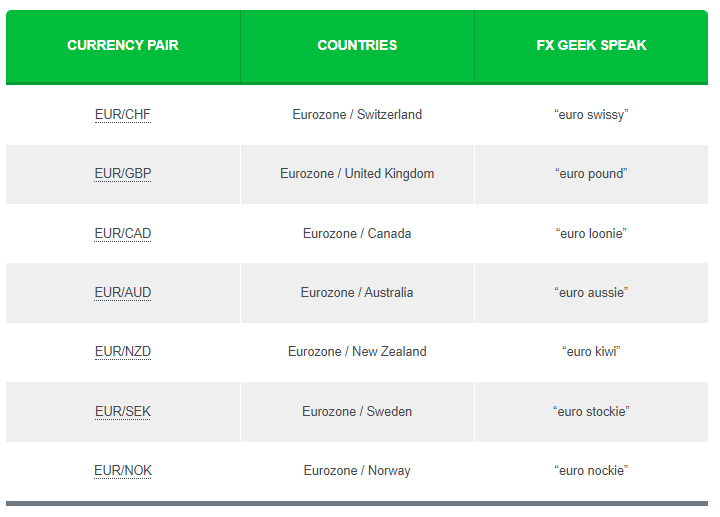 CURRENCY PAIR COUNTRIES FX GEEK SPEAK
EUR/CHF Eurozone / Switzerland “euro swissy”
EUR/GBP Eurozone / United Kingdom “euro pound”
EUR/CAD Eurozone / Canada “euro loonie”
EUR/AUD Eurozone / Australia “euro aussie”
EUR/NZD Eurozone / New Zealand “euro kiwi”
EUR/SEK Eurozone / Sweden “euro stockie”
EUR/NOK Eurozone / Norway “euro nockie”